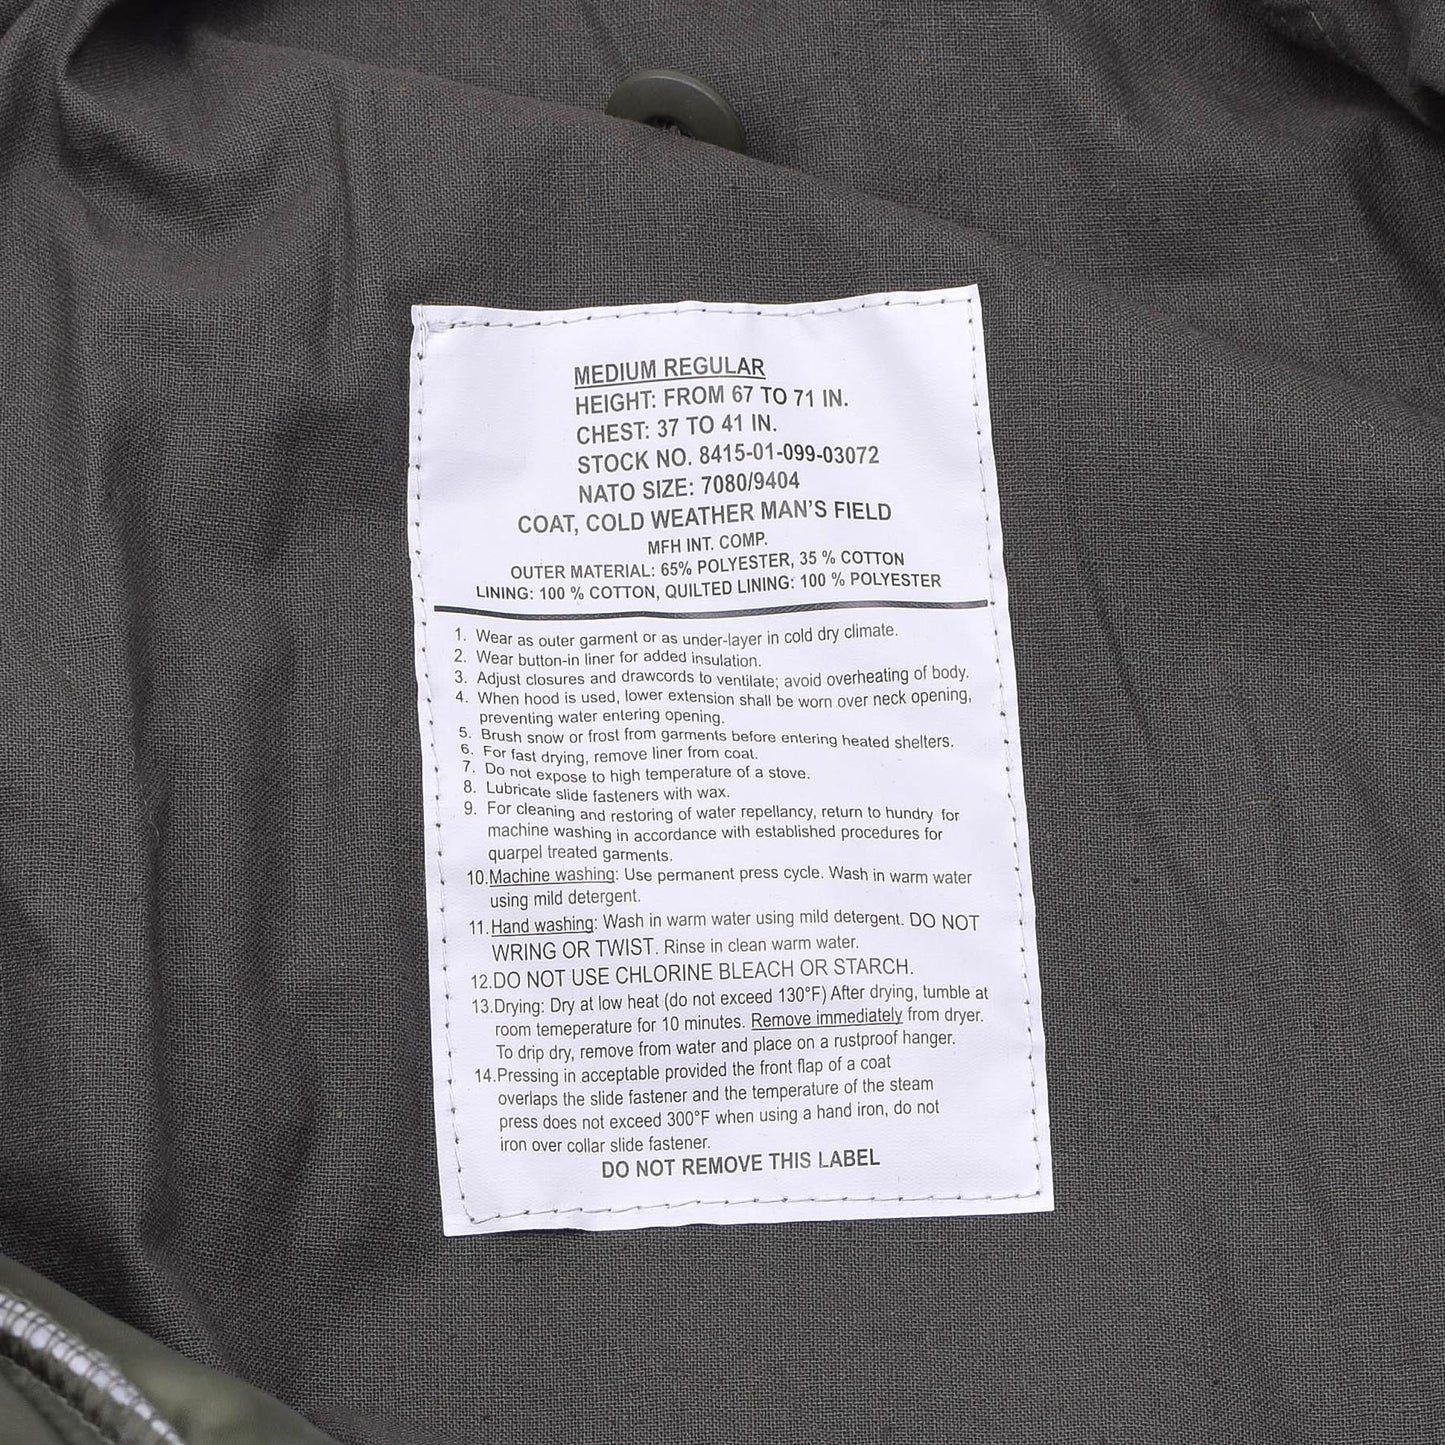 MEDIUM REGULAR
HEIGHT: FROM 67 TO 71 IN.
CHEST: 37 TO 41 IN.
STOCK NO. 8415-01-099-03072
NATO SIZE: 7080/9404
COAT, COLD WEATHER MAN'S FIELD
MFH INT. COMP.
OUTER MATERIAL: 65% POLYESTER, 35 % COTTON
LINING: 100 % COTTON, QUILTED LINING: 100 % POLYESTER
1. Wear as outer garment or as under-layer in cold dry climate.
2. Wear button-in liner for added insulation.
3. Adjust closures and drawcords to ventilate; avoid overheating of body.
4. When hood is used, lower extension shall be worn over neck opening,
preventing water entering opening.
5. Brush snow or frost from garments before entering heated shelters.
6. For fast drying, remove liner from coat.
7. Do not expose to high temperature of a stove.
8. Lubricate slide fasteners with wax.
9. For cleaning and restoring of water repellancy, return to hundry for
machine washing in accordance with established procedures for
quarpel treated garments.
10.Machine washing: Use permanent press cycle. Wash in warm water
using mild detergent.
11.Hand washing: Wash in warm water using mild detergent. DO NOT
WRING OR TWIST. Rinse in clean warm water.
12.DO NOT USE CHLORINE BLEACH OR STARCH.
13.Drying: Dry at low heat (do not exceed 130°F) After drying, tumble at
room temeperature for 10 minutes. Remove immediately from dryer.
To drip dry, remove from water and place on a rustproof hanger.
14.Pressing in acceptable provided the front flap of a coat
overlaps the slide fastener and the temperature of the steam
press does not exceed 300°F when using a hand iron, do not
iron over collar slide fastener.
DO NOT REMOVE THIS LABEL